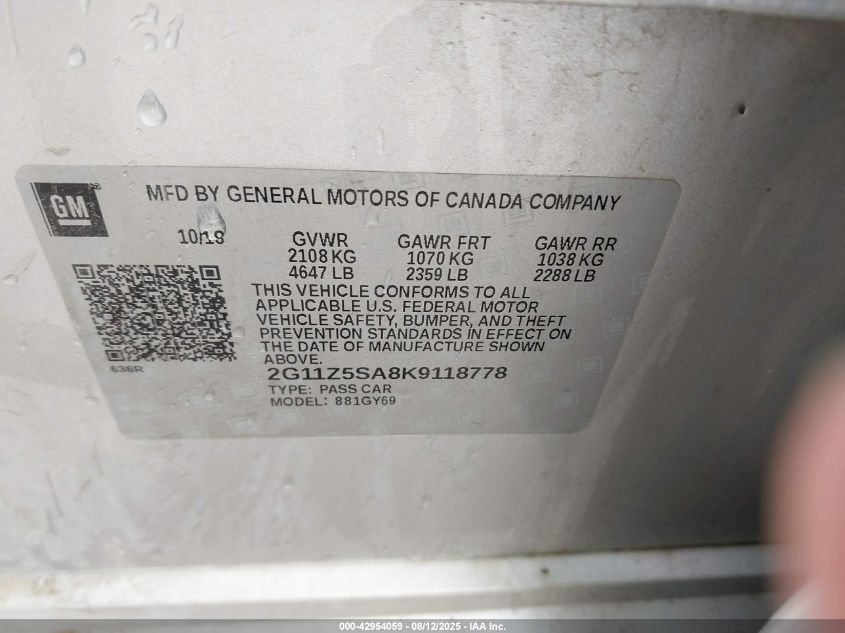 GM
MFD BY GENERAL MOTORS OF CANADA COMPANY
10/18
GVWR
2108 KG
4647 LB
GAWR FRT
1070 KG
2359 LB
GAWR RR
1038 KG
2288 LB
THIS VEHICLE CONFORMS TO ALL
APPLICABLE U.S. FEDERAL MOTOR
VEHICLE SAFETY, BUMPER, AND THEFT
PREVENTION STANDARDS IN EFFECT ON
THE DATE OF MANUFACTURE SHOWN
ABOVE.
636R
2G11Z5SA8K9118778
TYPE: PASS CAR
MODEL: 881GY69
000-42954059 - 08/12/2025 - IAA Inc.